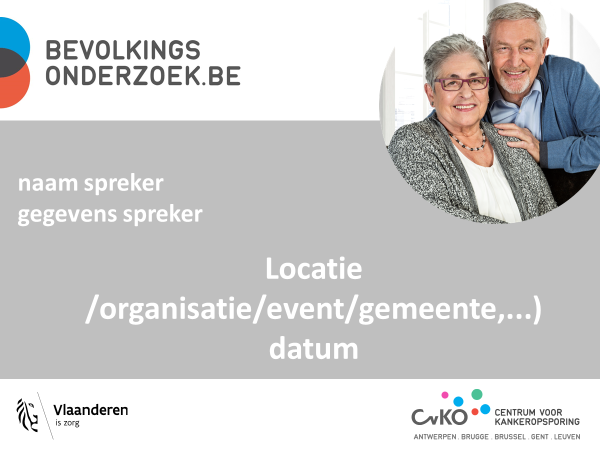 BEVOLKINGS
ONDERZOEK.BE
naam spreker
gegevens spreker
Locatie
/organisatie/event/gemeente,...)
datum
Vlaanderen
is zorg
CvKO
CENTRUM VOOR
KANKEROPSPORING
ANTWERPEN . BRUGGE . BRUSSEL . GENT . LEUVEN